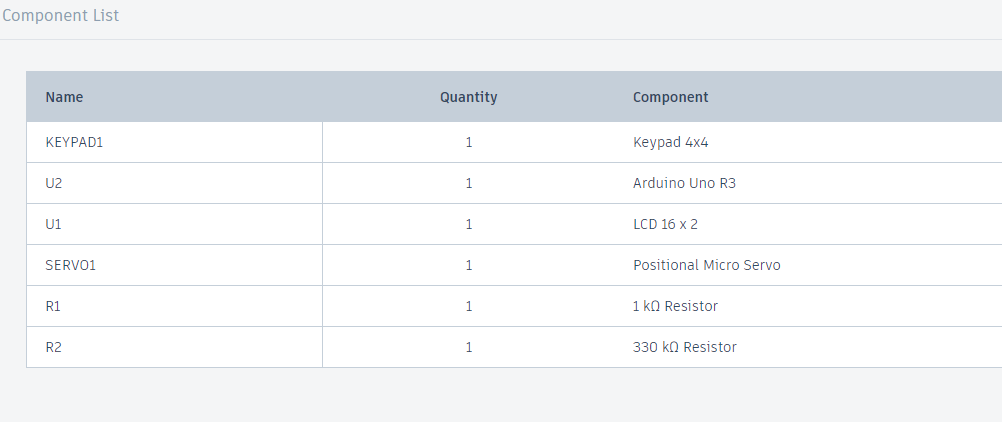 Component List
Name Quantity Component
KEYPAD1 1 Keypad 4x4
U2 1 Arduino Uno R3
U1 1 LCD 16 x 2
SERVO1 1 Positional Micro Servo
R1 1 1 kΩ Resistor
R2 1 330 kΩ Resistor